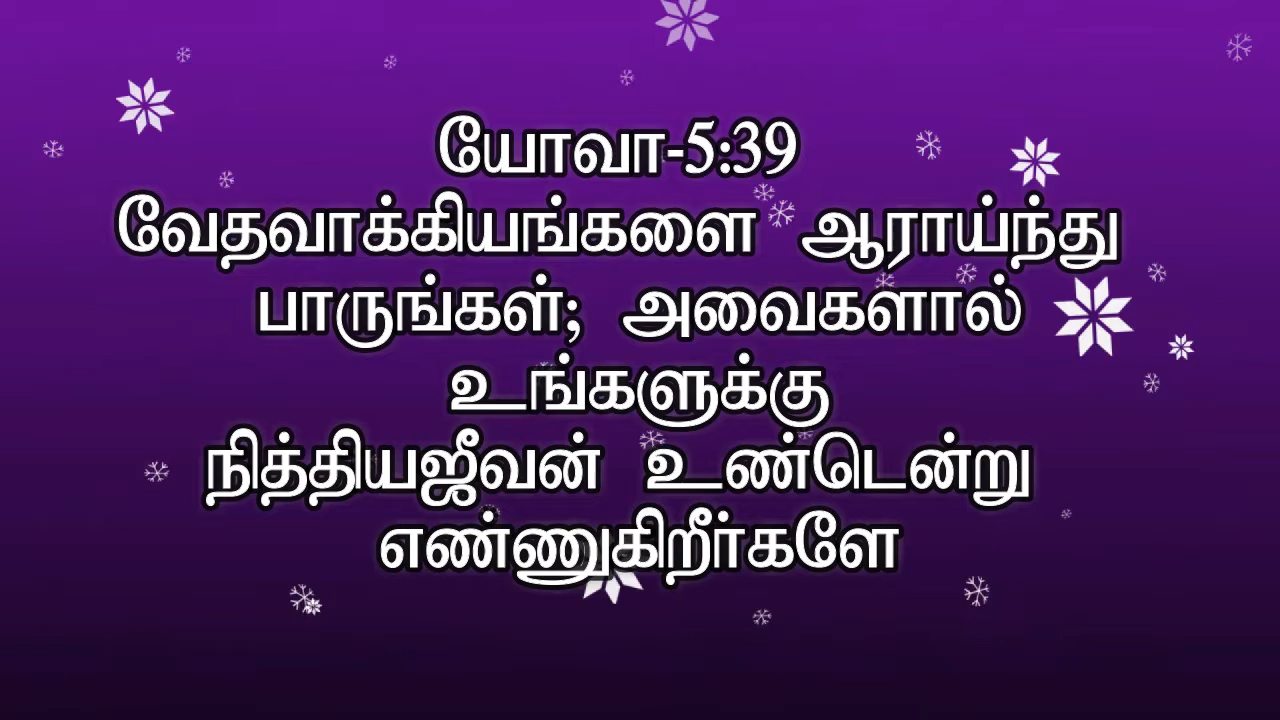 யோவா-5:39
வேதவாக்கியங்களை ஆராய்ந்து
பாருங்கள்; அவைகளால்
உங்களுக்கு
நித்தியஜீவன் உண்டென்று
எண்ணுகிறீர்களே